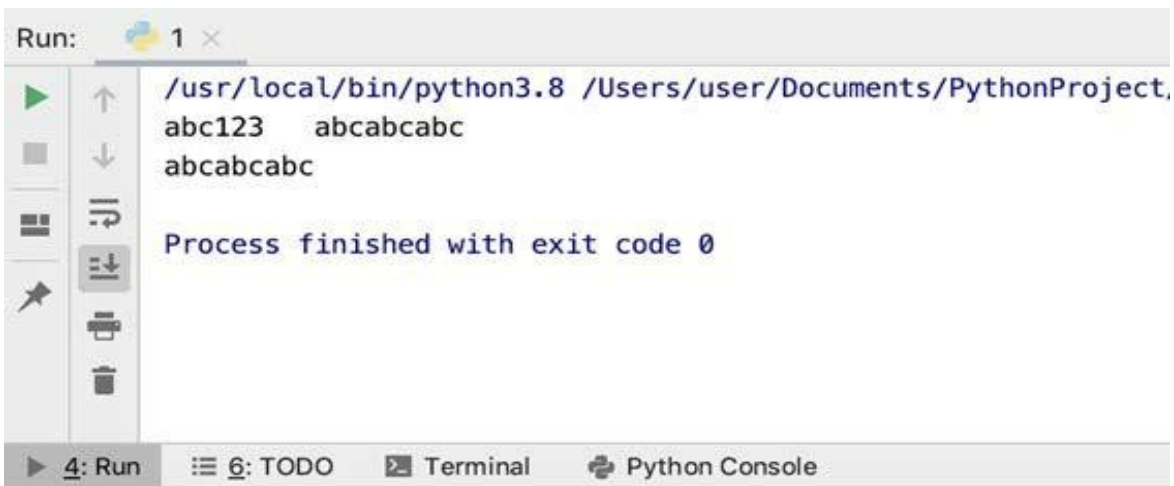 Run: 1
/usr/local/bin/python3.8 /Users/user/Documents/PythonProject/
abc123   abcabcabc
abcabcabc
Process finished with exit code 0
4: Run 6: TODO Terminal Python Console